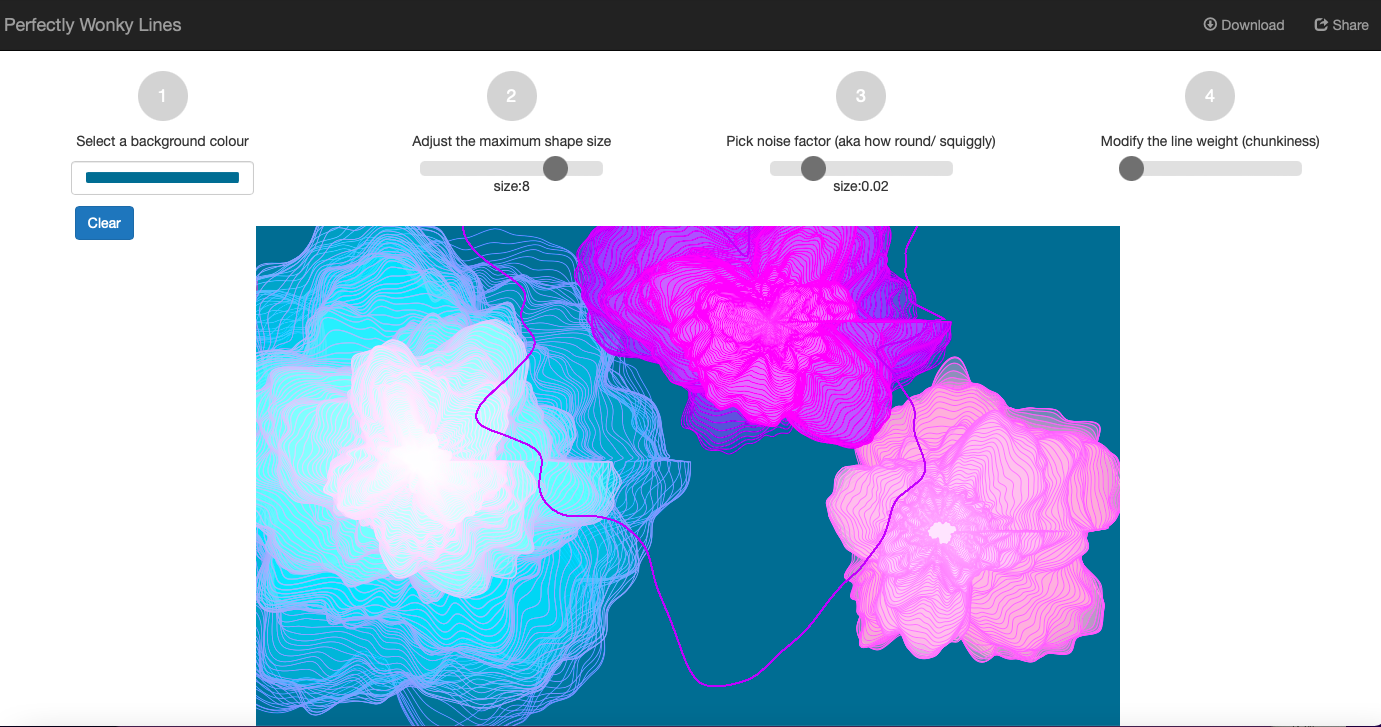 Perfectly Wonky Lines
Download
Share
1
2
3
4
Select a background colour
Adjust the maximum shape size
Pick noise factor (aka how round/ squiggly)
Modify the line weight (chunkiness)
size:8
size:0.02
Clear